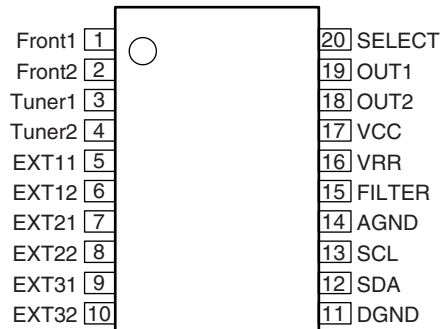 Front1 1 20 SELECT
Front2 2 19 OUT1
Tuner1 3 18 OUT2
Tuner2 4 17 VCC
EXT11 5 16 VRR
EXT12 6 15 FILTER
EXT21 7 14 AGND
EXT22 8 13 SCL
EXT31 9 12 SDA
EXT32 10 11 DGND